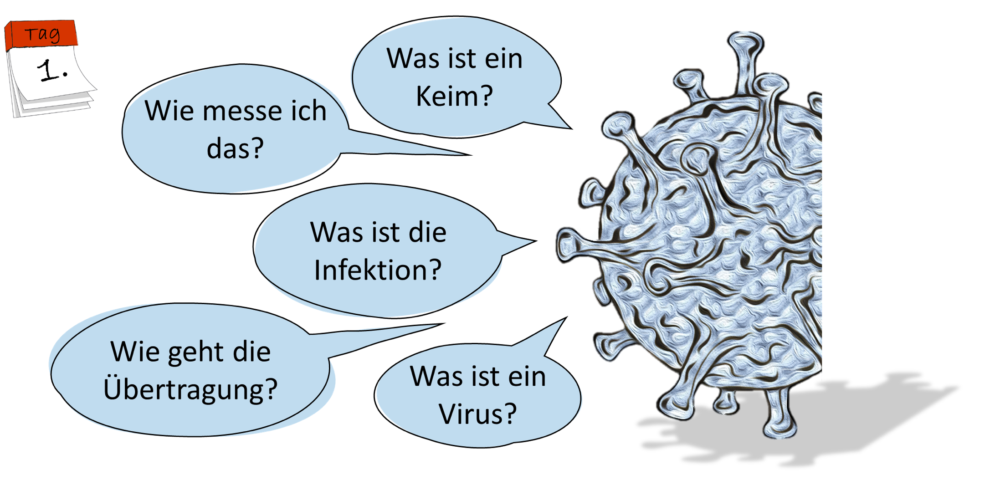 Tag
1.
Was ist ein
Keim?
Wie messe ich
das?
Was ist die
Infektion?
Wie geht die
Übertragung?
Was ist ein
Virus?